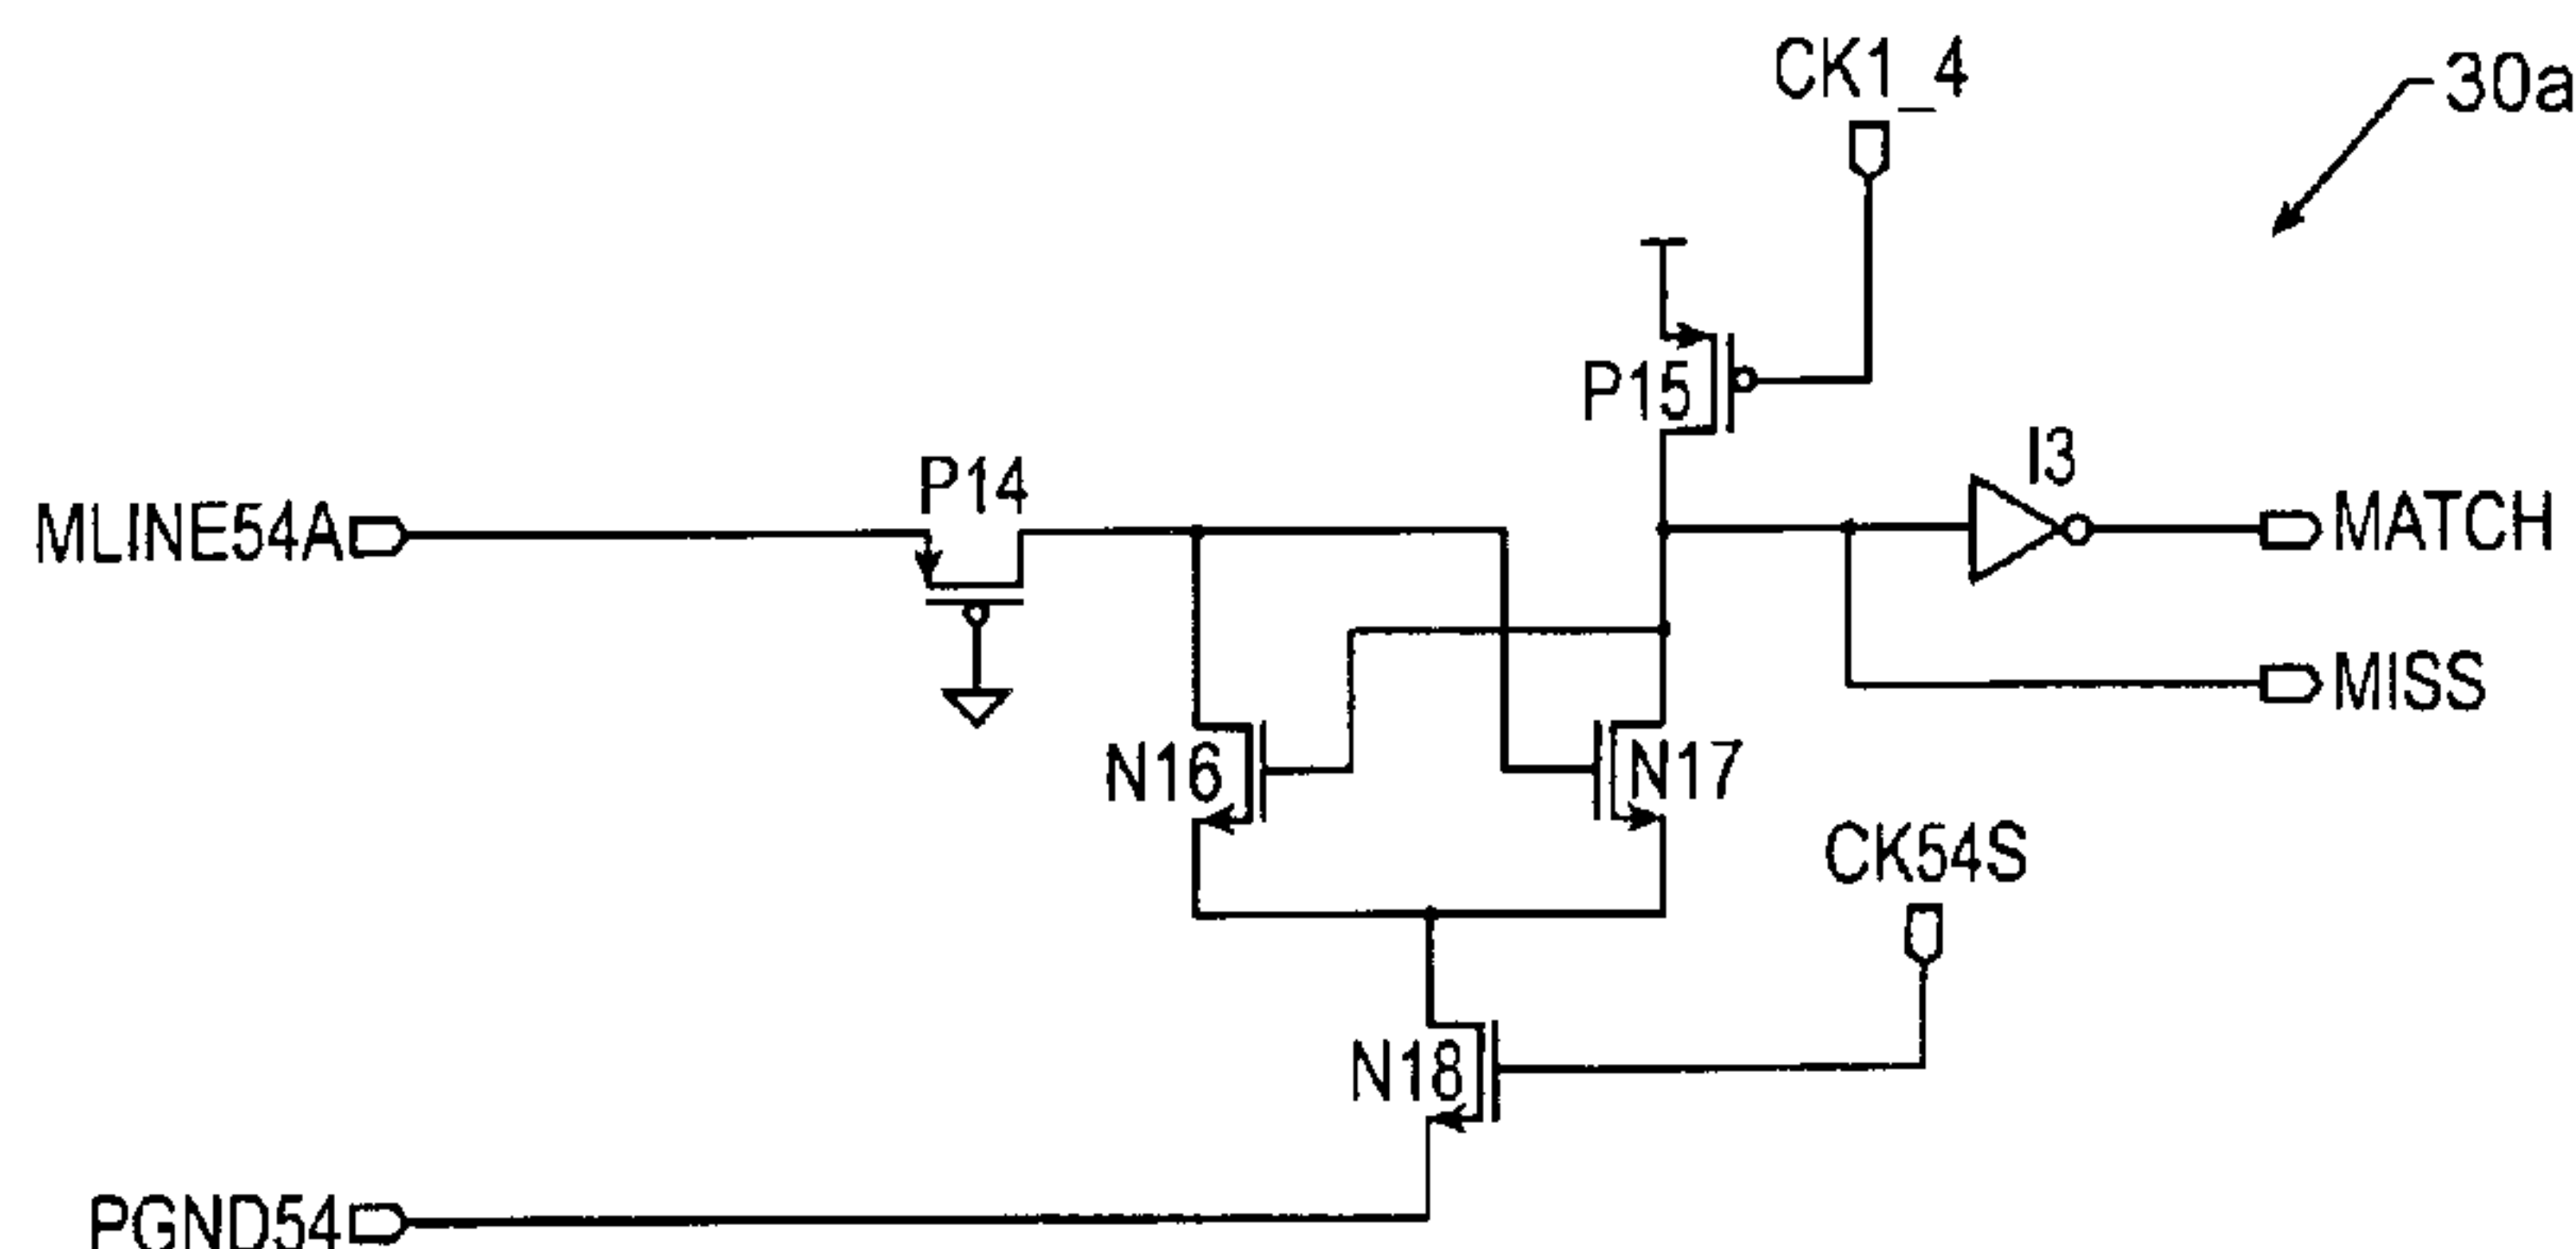 CK1_4
30a
P15
I3
P14
MLINE54A
MATCH
MISS
N16
N17
CK54S
N18
PGND54